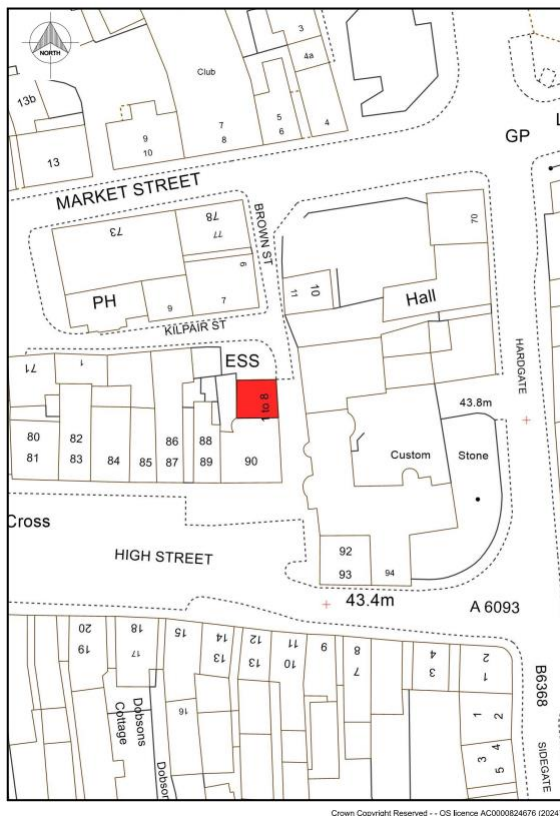 NORTH
3
4a
Club
13b
9
10
7
8
5
6
4
13
GP
L
MARKET STREET
BROWN ST
73
78
77
6
70
PH
9
7
11
10
Hall
KILPAIR ST
HARDGATE
71
1
ESS
1 to 8
43.8m
80
81
82
83
84
85
86
87
88
89
90
Custom
Stone
Cross
HIGH STREET
92
93
94
43.4m
A 6093
20
19
18
17
15
14
13
12
13
11
10
9
8
7
4
3
2
1
B6368
16
Dobsons
Cottage
Dobson
1
2
3
5
4
SIDEGATE
Crown Copyright Reserved - - OS licence AC0000824676 (2024)